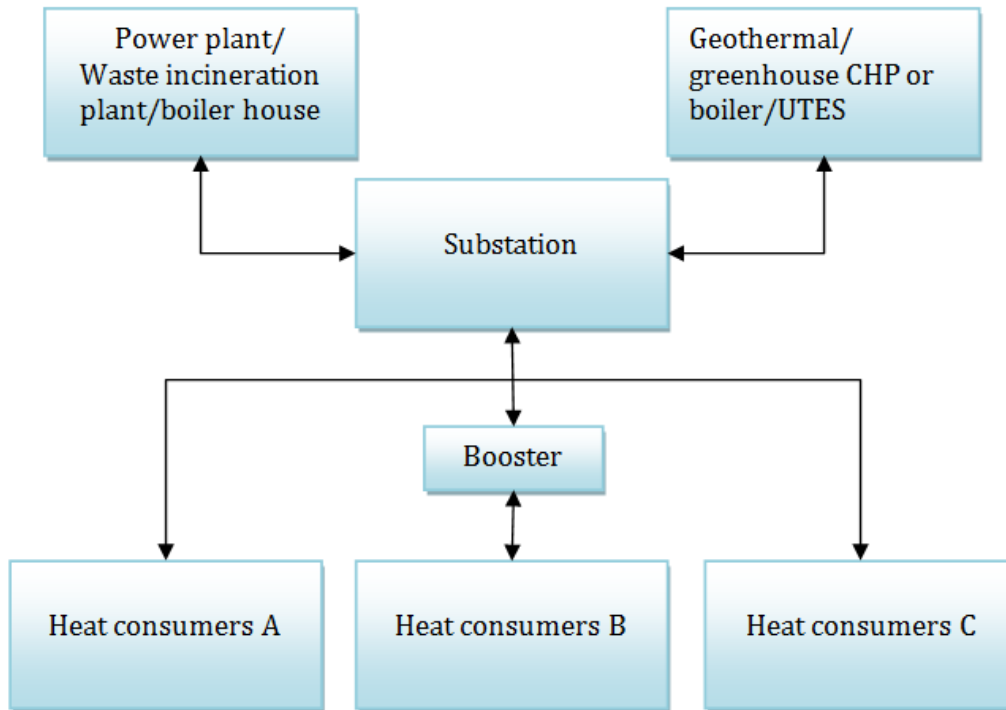 Power plant/
Waste incineration
plant/boiler house
Geothermal/
greenhouse CHP or
boiler/UTES
Substation
Booster
Heat consumers A
Heat consumers B
Heat consumers C